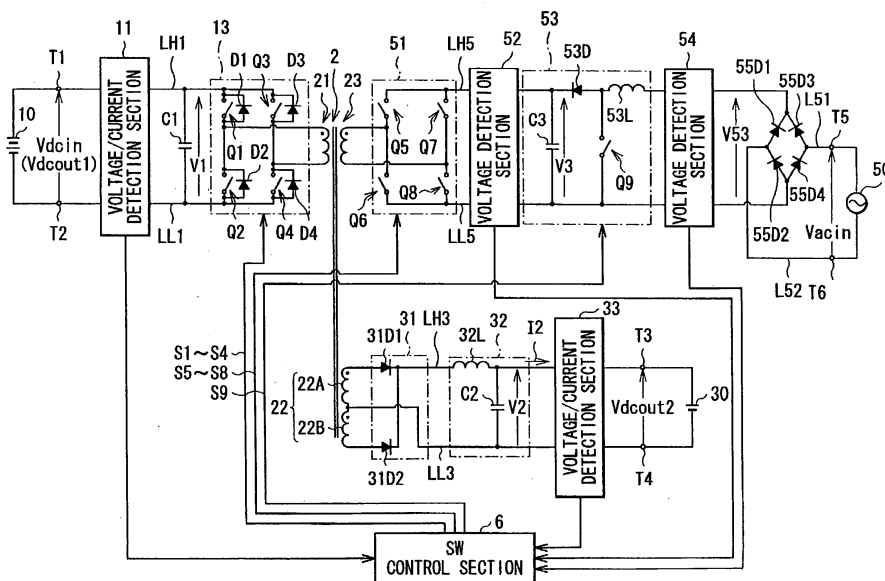 11
T1
LH1
13
D1
Q3
D3
2
21
23
51
LH5
52
53
53D
54
55D1
55D3
L51
T5
50
10
Vdcin
(Vdcout1)
VOLTAGE/CURRENT
DETECTION SECTION
C1
V1
Q1
D2
Q5
Q7
VOLTAGE DETECTION
SECTION
C3
V3
53L
Q9
VOLTAGE DETECTION
SECTION
V53
T2
LL1
Q2
Q4
D4
Q6
Q8
LL5
55D2
55D4
Vacin
L52
T6
S1~S4
S5~S8
S9
22
22A
22B
31D1
31
LH3
32L
32
I2
33
T3
C2
V2
VOLTAGE/CURRENT
DETECTION SECTION
Vdcout2
30
31D2
LL3
T4
6
SW
CONTROL SECTION